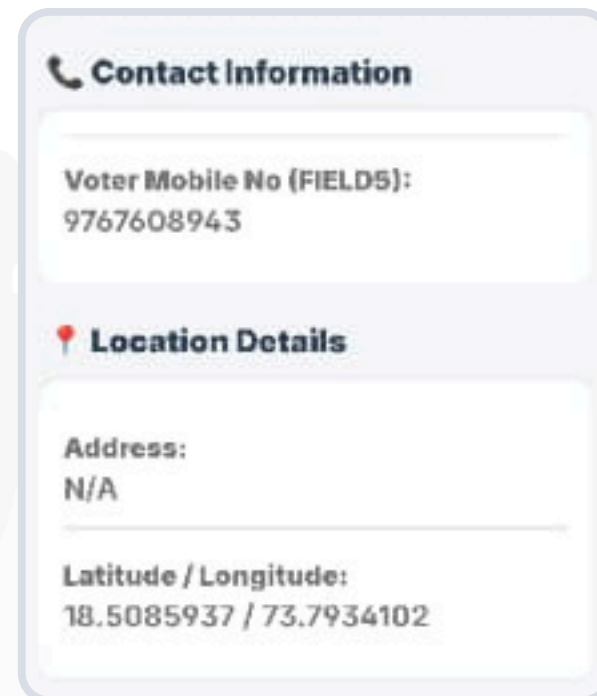 Contact Information
Voter Mobile No (FIELD5):
9767608943
Location Details
Address:
N/A
Latitude / Longitude:
18.5085937 / 73.7934102